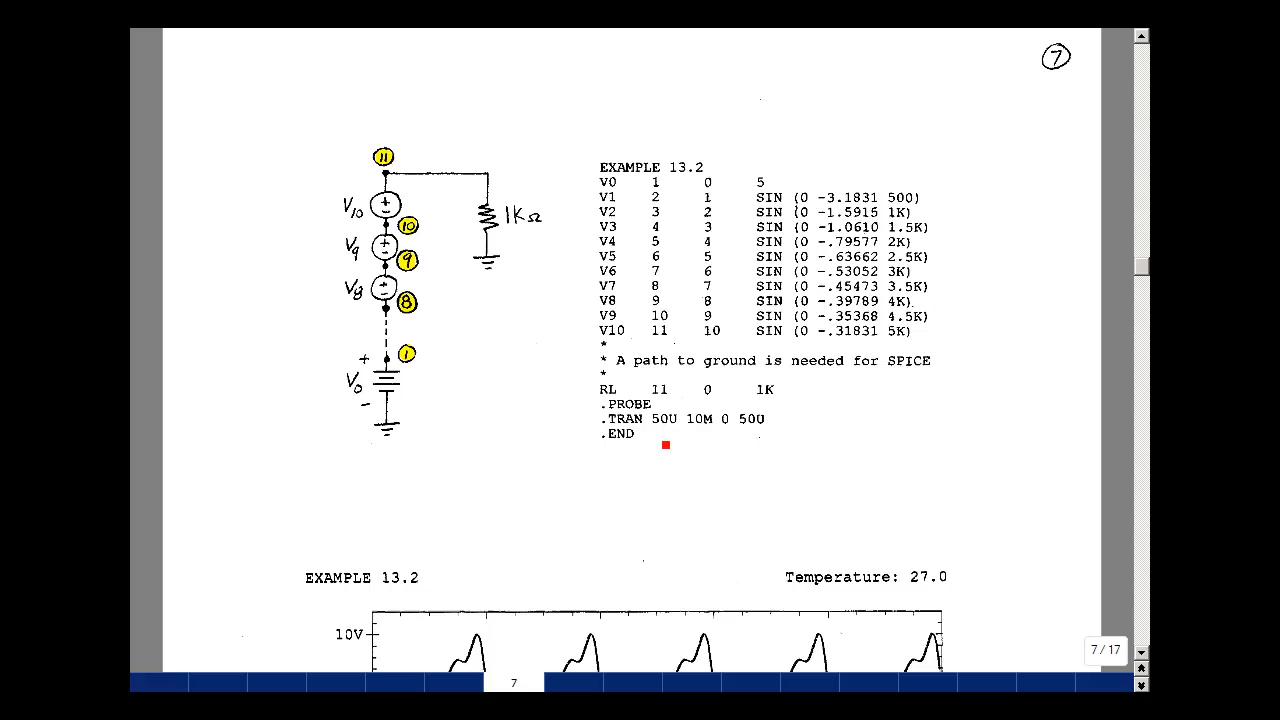 7
11
V10
10
1KΩ
V9
9
V8
8
+
1
V0
-
EXAMPLE 13.2
V0 1 0 5
V1 2 1 SIN (0 -3.1831 500)
V2 3 2 SIN (0 -1.5915 1K)
V3 4 3 SIN (0 -1.0610 1.5K)
V4 5 4 SIN (0 -.79577 2K)
V5 6 5 SIN (0 -.63662 2.5K)
V6 7 6 SIN (0 -.53052 3K)
V7 8 7 SIN (0 -.45473 3.5K)
V8 9 8 SIN (0 -.39789 4K)
V9 10 9 SIN (0 -.35368 4.5K)
V10 11 10 SIN (0 -.31831 5K)
*
* A path to ground is needed for SPICE
*
RL 11 0 1K
.PROBE
.TRAN 50U 10M 0 50U
.END
EXAMPLE 13.2 Temperature: 27.0
10V
7 / 17
7